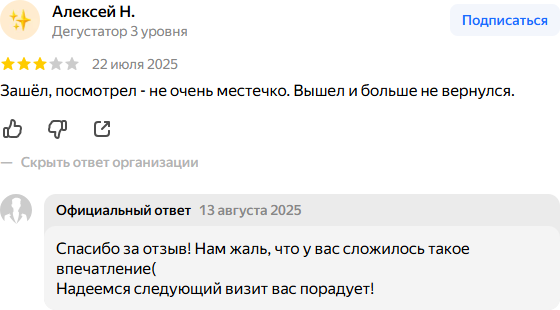 Алексей Н.
Дегустатор 3 уровня
Подписаться
22 июля 2025
Зашёл, посмотрел - не очень местечко. Вышел и больше не вернулся.
— Скрыть ответ организации
Официальный ответ 13 августа 2025
Спасибо за отзыв! Нам жаль, что у вас сложилось такое
впечатление(
Надеемся следующий визит вас порадует!